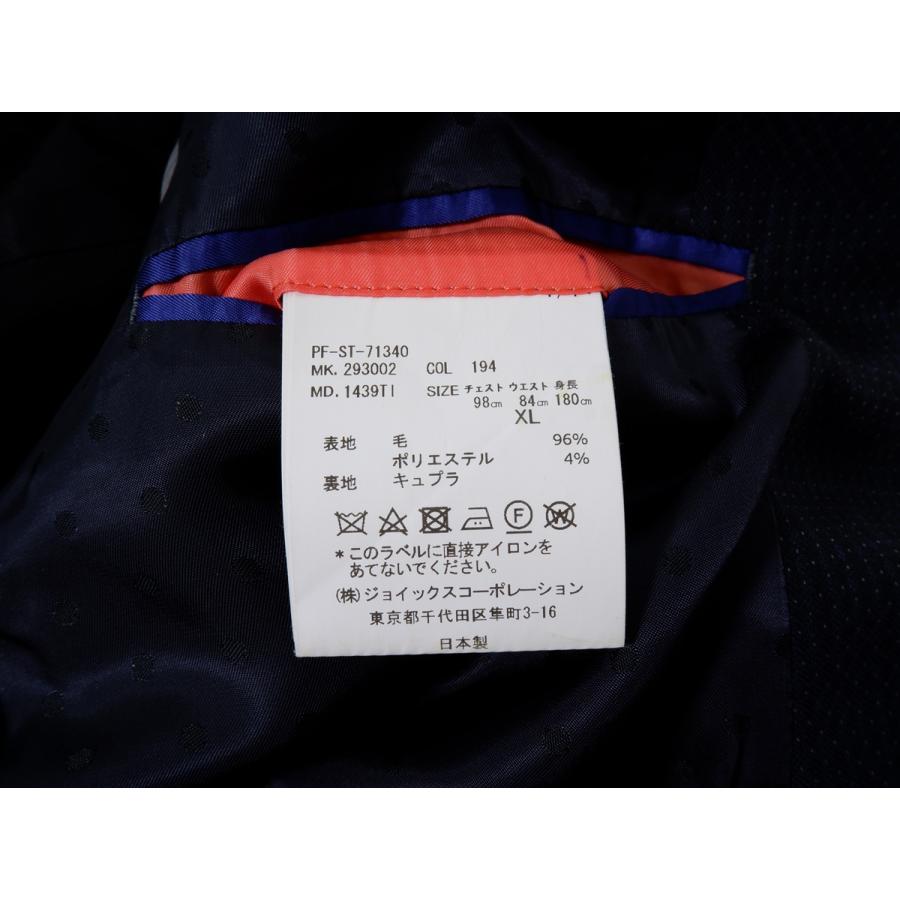 PF-ST-71340
MK. 293002 COL 194
MD. 1439TI SIZE チェスト ウエスト 身長
98cm 84cm 180cm
XL
表地 毛 96%
ポリエステル 4%
裏地 キュプラ
F W
*このラベルに直接アイロンを
あてないでください。
(株)ジョイックスコーポレーション
東京都千代田区隼町3-16
日本製